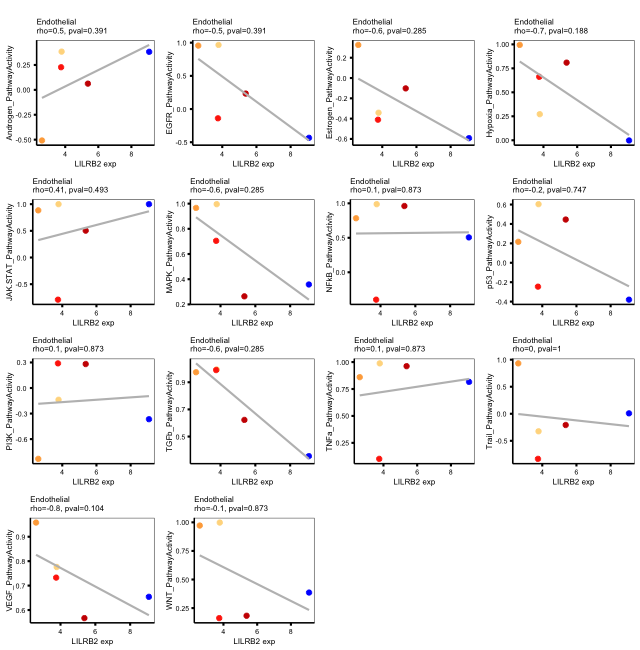 Endothelial
rho=0.5, pval=0.391
Androgen_PathwayActivity
0.25
0.00
-0.25
-0.50
4
6
8
LILRB2 exp
Endothelial
rho=-0.5, pval=0.391
EGFR_PathwayActivity
1.0
0.5
0.0
-0.5
4
6
8
LILRB2 exp
Endothelial
rho=-0.6, pval=0.285
Estrogen_PathwayActivity
0.2
0.0
-0.2
-0.4
-0.6
4
6
8
LILRB2 exp
Endothelial
rho=-0.7, pval=0.188
Hypoxia_PathwayActivity
1.00
0.75
0.50
0.25
0.00
4
6
8
LILRB2 exp
Endothelial
rho=0.41, pval=0.493
JAK-STAT_PathwayActivity
1.0
0.5
0.0
-0.5
4
6
8
LILRB2 exp
Endothelial
rho=-0.6, pval=0.285
MAPK_PathwayActivity
1.0
0.8
0.6
0.4
0.2
4
6
8
LILRB2 exp
Endothelial
rho=0.1, pval=0.873
NFkB_PathwayActivity
1.0
0.5
0.0
4
6
8
LILRB2 exp
Endothelial
rho=-0.2, pval=0.747
p53_PathwayActivity
0.6
0.4
0.2
0.0
-0.2
-0.4
4
6
8
LILRB2 exp
Endothelial
rho=0.1, pval=0.873
PI3K_PathwayActivity
0.3
0.0
-0.3
-0.6
4
6
8
LILRB2 exp
Endothelial
rho=-0.6, pval=0.285
TGFb_PathwayActivity
0.9
0.7
0.5
4
6
8
LILRB2 exp
Endothelial
rho=0.1, pval=0.873
TNFa_PathwayActivity
1.00
0.75
0.50
0.25
4
6
8
LILRB2 exp
Endothelial
rho=0, pval=1
Trail_PathwayActivity
1.0
0.5
0.0
-0.5
4
6
8
LILRB2 exp
Endothelial
rho=-0.8, pval=0.104
VEGF_PathwayActivity
0.9
0.8
0.7
0.6
4
6
8
LILRB2 exp
Endothelial
rho=-0.1, pval=0.873
WNT_PathwayActivity
1.00
0.75
0.50
0.25
4
6
8
LILRB2 exp